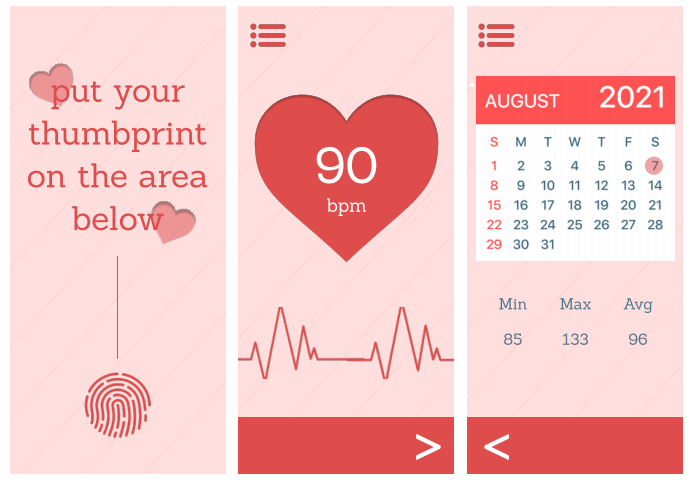 put your
thumbprint
on the area
below
90
bpm
>
AUGUST 2021
S M T W T F S
1 2 3 4 5 6 7
8 9 10 11 12 13 14
15 16 17 18 19 20 21
22 23 24 25 26 27 28
29 30 31
Min Max Avg
85 133 96
<